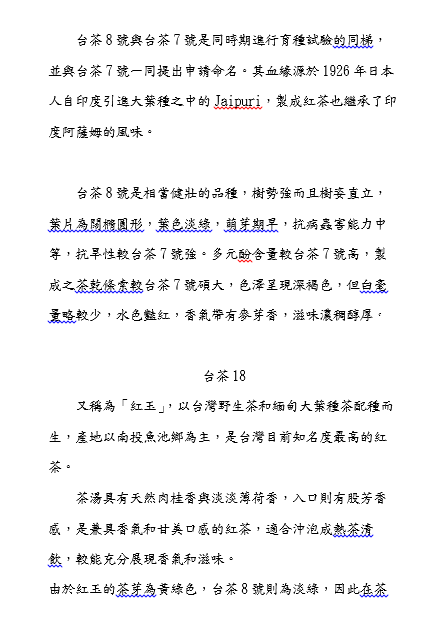 台茶8號與台茶7號是同時期進行育種試驗的同梯，
並與台茶7號一同提出申請命名。其血緣源於1926年日本
人自印度引進大葉種之中的Jaipuri，製成紅茶也繼承了印
度阿薩姆的風味。
台茶8號是相當健壯的品種，樹勢強而且樹姿直立，
葉片為闊橢圓形，葉色淡綠，萌芽期早，抗病蟲害能力中
等，抗旱性較台茶7號強。多元酚含量較台茶7號高，製
成之茶乾條索較台茶7號碩大，色澤呈現深褐色，但白毫
量略較少，水色豔紅，香氣帶有麥芽香，滋味濃稠醇厚。
台茶18
又稱為「紅玉」，以台灣野生茶和緬甸大葉種茶配種而
生，產地以南投魚池鄉為主，是台灣目前知名度最高的紅
茶。
茶湯具有天然肉桂香與淡淡薄荷香，入口則有股芳香
感，是兼具香氣和甘美口感的紅茶，適合沖泡成熱茶清
飲，較能充分展現香氣和滋味。
由於紅玉的茶芽為黃綠色，台茶8號則為淡綠，因此在茶